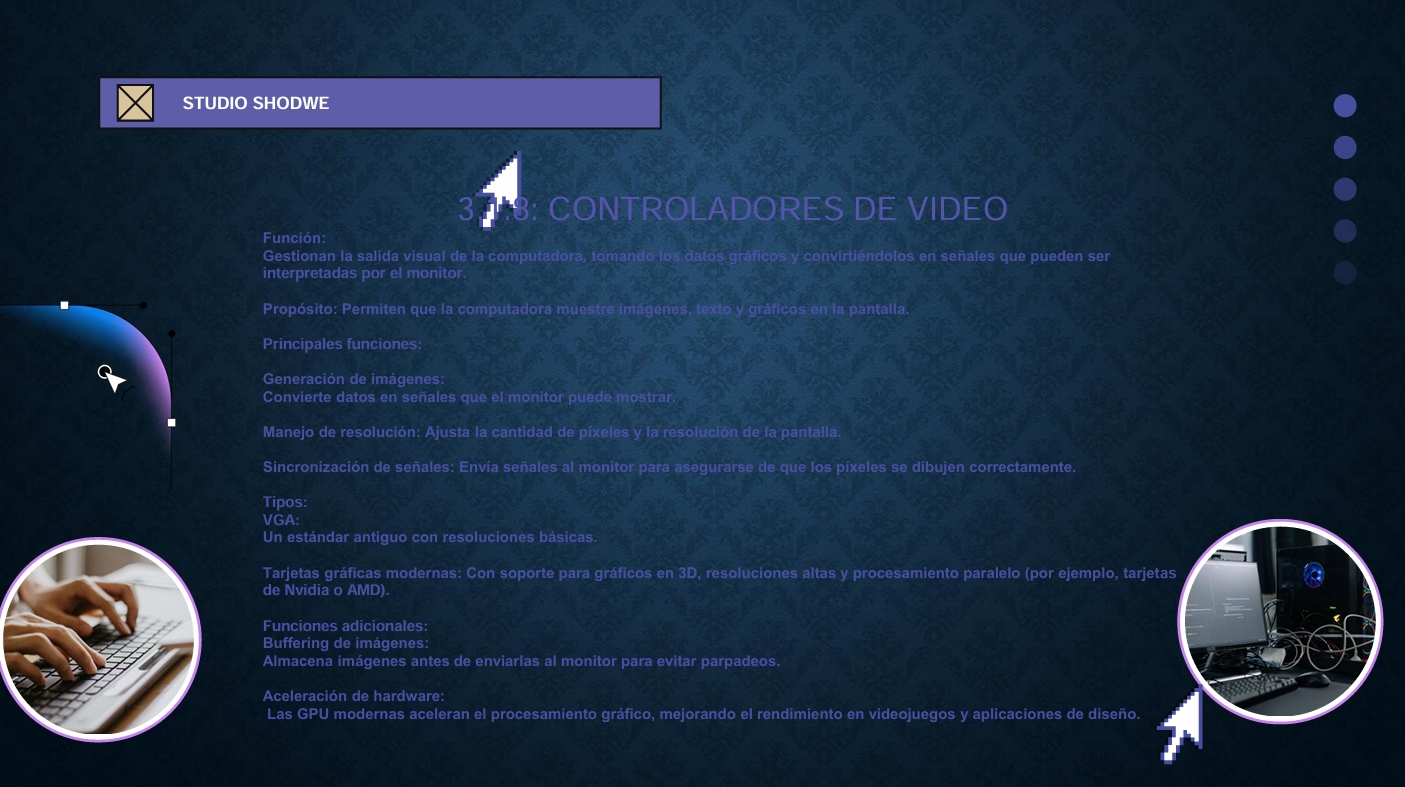 STUDIO SHODWE
8: CONTROLADORES DE VIDEO
Función:
Gestionan la salida visual de la computadora, tomando los datos gráficos y convirtiéndolos en señales que pueden ser
interpretadas por el monitor.
Propósito: Permiten que la computadora muestre imágenes, texto y gráficos en la pantalla.
Principales funciones:
Generación de imágenes:
Convierte datos en señales que el monitor puede mostrar.
Manejo de resolución: Ajusta la cantidad de píxeles y la resolución de la pantalla.
Sincronización de señales: Envía señales al monitor para asegurarse de que los píxeles se dibujen correctamente.
Tipos:
VGA:
Un estándar antiguo con resoluciones básicas.
Tarjetas gráficas modernas: Con soporte para gráficos en 3D, resoluciones altas y procesamiento paralelo (por ejemplo, tarjetas
de Nvidia o AMD).
Funciones adicionales:
Buffering de imágenes:
Almacena imágenes antes de enviarlas al monitor para evitar parpadeos.
Aceleración de hardware:
Las GPU modernas aceleran el procesamiento gráfico, mejorando el rendimiento en videojuegos y aplicaciones de diseño.